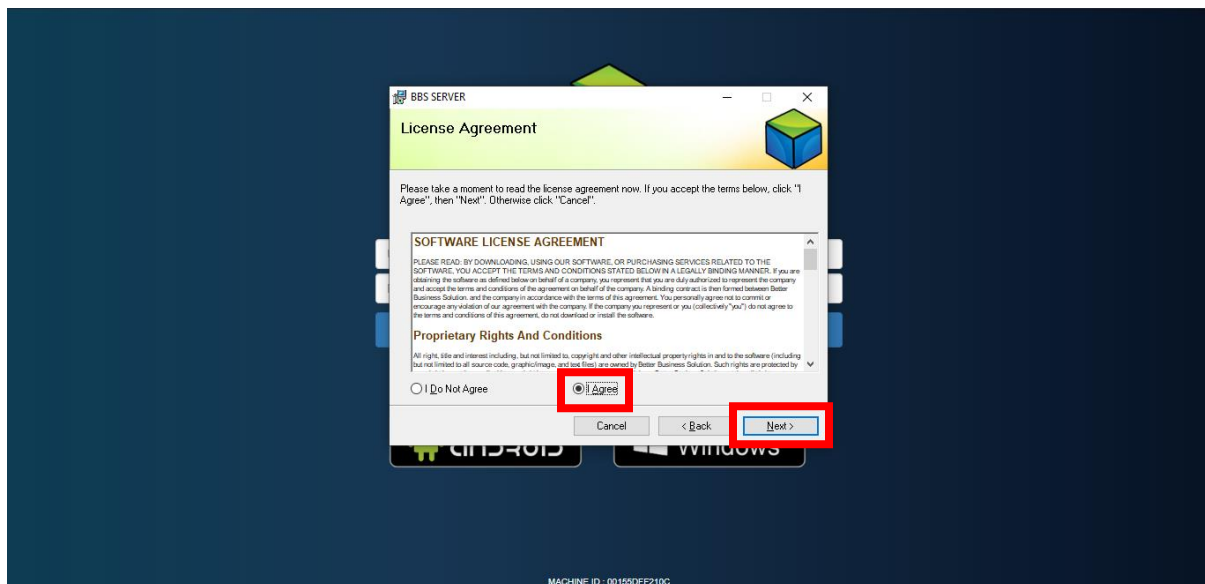 BBS SERVER
License Agreement
Please take a moment to read the license agreement now. If you accept the terms below, click "I
Agree", then "Next". Otherwise click "Cancel".
SOFTWARE LICENSE AGREEMENT
PLEASE READ: BY DOWNLOADING, USING OUR SOFTWARE, OR PURCHASING SERVICES RELATED TO THE
SOFTWARE, YOU ACCEPT THE TERMS AND CONDITIONS STATED BELOW IN A LEGALLY BINDING MANNER. If you are
obtaining the software as defined below on behalf of a company, you represent that you are duly authorized to represent the company
and accept the terms and conditions of the agreement on behalf of the company. A binding contract is then formed between Better
Business Solution. and the company in accordance with the terms of this agreement. You personally agree not to commit or
encourage any violation of our agreement with the company. If the company you represent or you (collectively "you") do not agree to
the terms and conditions of this agreement, do not download or install the software.
Proprietary Rights And Conditions
All right, title and interest including, but not limited to, copyright and other intellectual property rights in and to the software (including
but not limited to all source code, graphic/image, and text files) are owned by Better Business Solution. Such rights are protected by
I Do Not Agree
I Agree
Cancel
< Back
Next >
android
Windows
MACHINE ID : 00155DFF210C